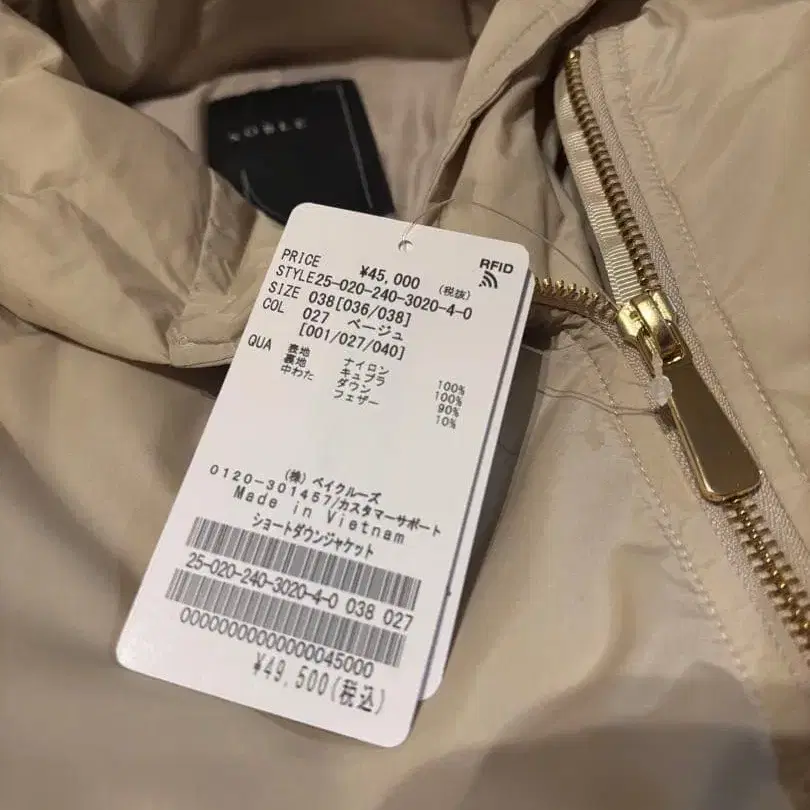 NOBLE
RFID
PRICE ¥45,000 (税抜)
STYLE 25-020-240-3020-4-0
SIZE 038[036/038]
COL 027 ベージュ
[001/027/040]
QUA 表地 ナイロン 100%
裏地 キュプラ 100%
中わた ダウン 90%
フェザー 10%
(株)ベイクルーズ
0120-301457/カスタマーサポート
Made in Vietnam
ショートダウンジャケット
25-020-240-3020-4-0 038 027
0000000000000045000
¥49,500(税込)